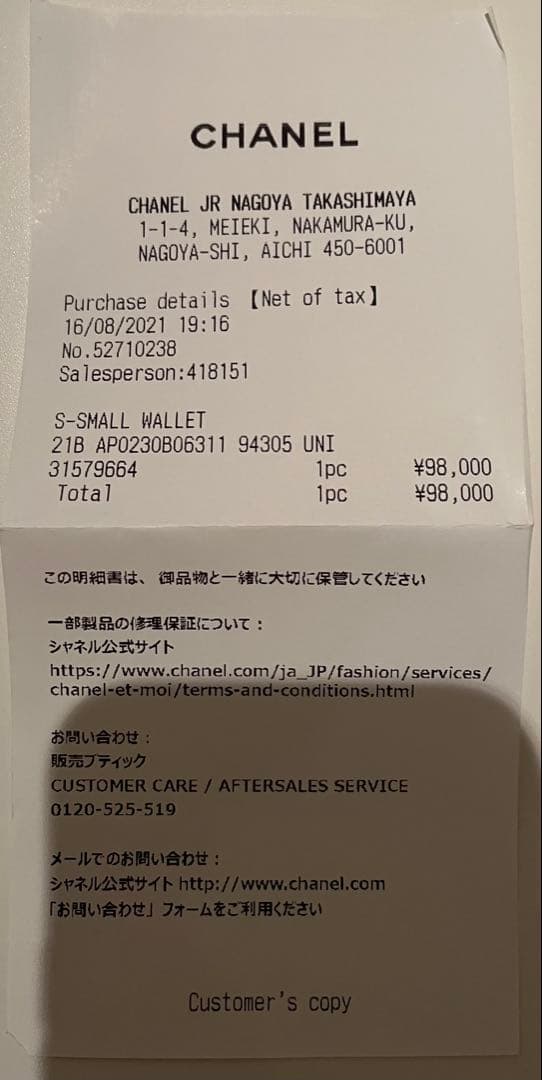 CHANEL
CHANEL JR NAGOYA TAKASHIMAYA
1-1-4, MEIEKI, NAKAMURA-KU,
NAGOYA-SHI, AICHI 450-6001
Purchase details 【Net of tax】
16/08/2021 19:16
No.52710238
Salesperson:418151
S-SMALL WALLET
21B AP0230B06311 94305 UNI
31579664 1pc ¥98,000
Total 1pc ¥98,000
この明細書は、御品物と一緒に大切に保管してください
一部製品の修理保証について：
シャネル公式サイト
https://www.chanel.com/ja_JP/fashion/services/
chanel-et-moi/terms-and-conditions.html
お問い合わせ：
販売ブティック
CUSTOMER CARE / AFTERSALES SERVICE
0120-525-519
メールでのお問い合わせ：
シャネル公式サイト http://www.chanel.com
「お問い合わせ」フォームをご利用ください
Customer's copy